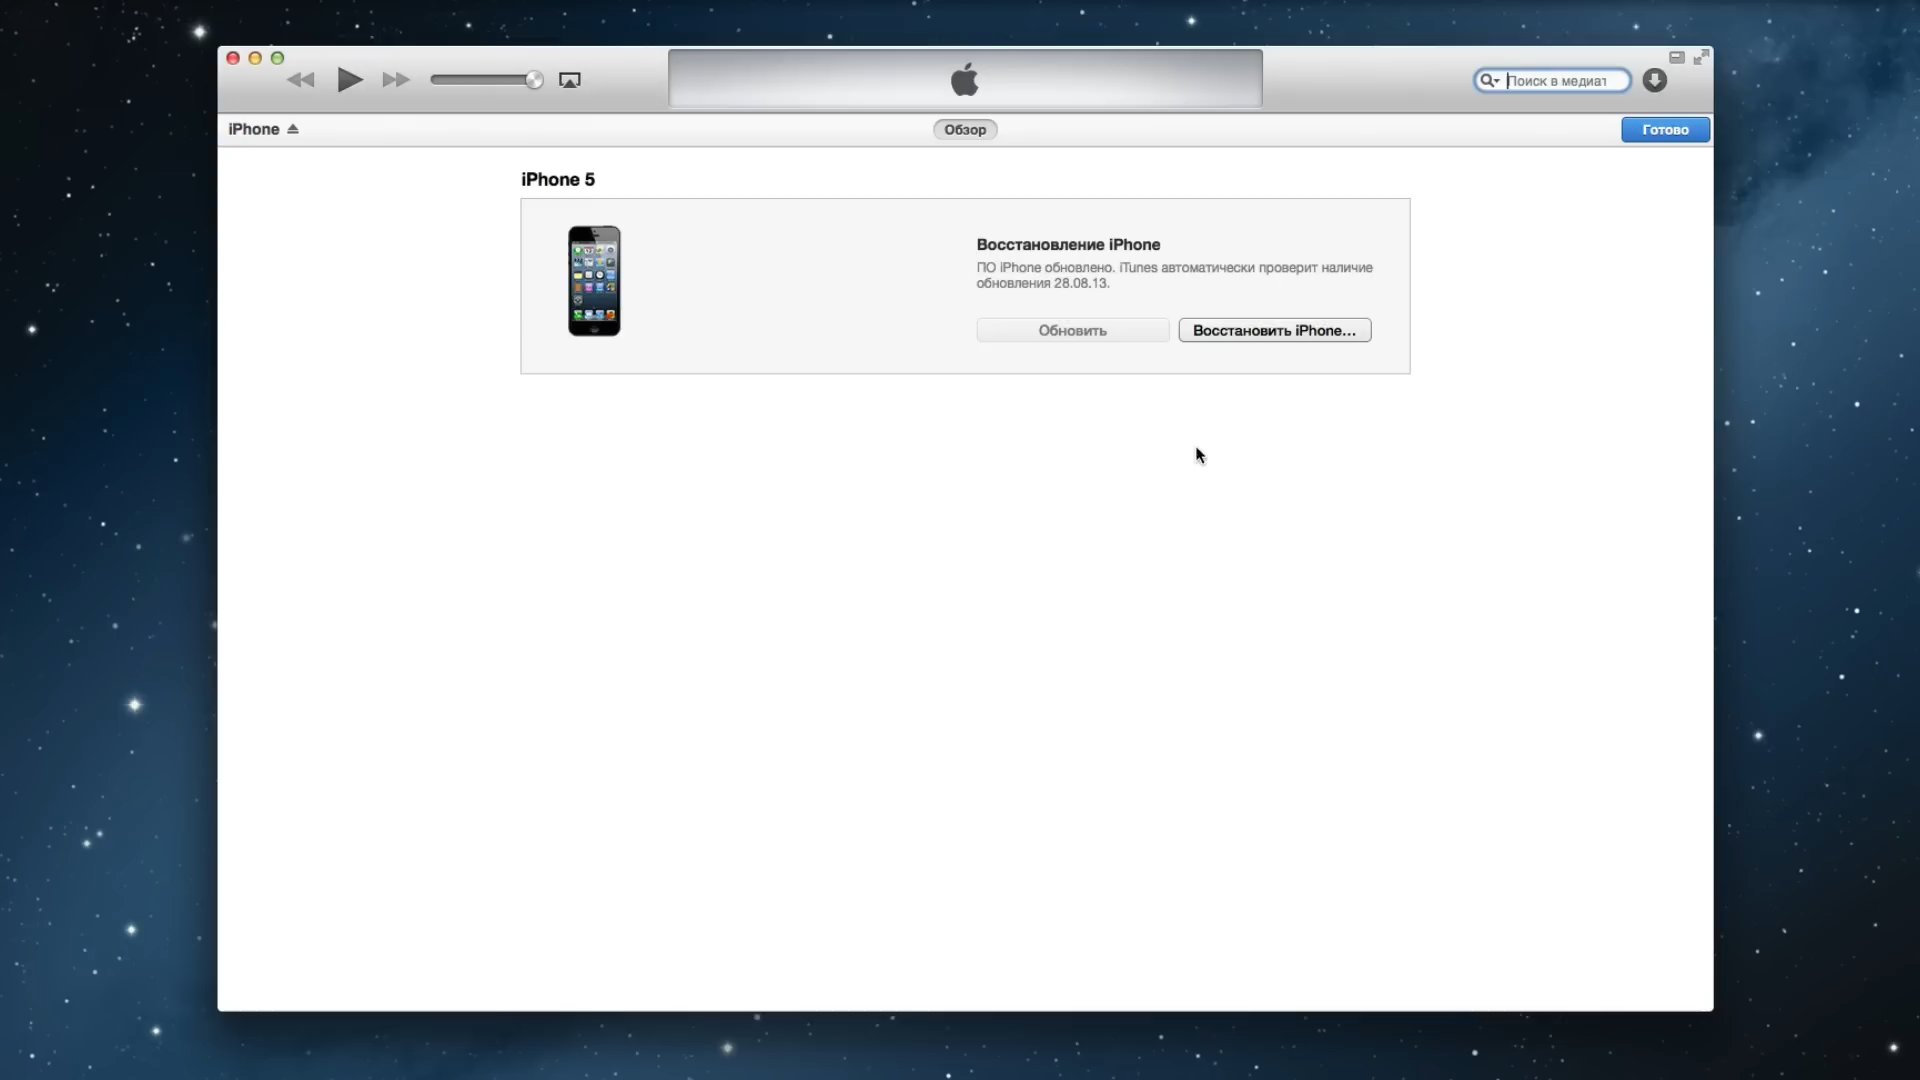 Поиск в медиат
iPhone
Обзор
Готово
iPhone 5
Восстановление iPhone
ПО iPhone обновлено. iTunes автоматически проверит наличие
обновления 28.08.13.
Обновить
Восстановить iPhone...